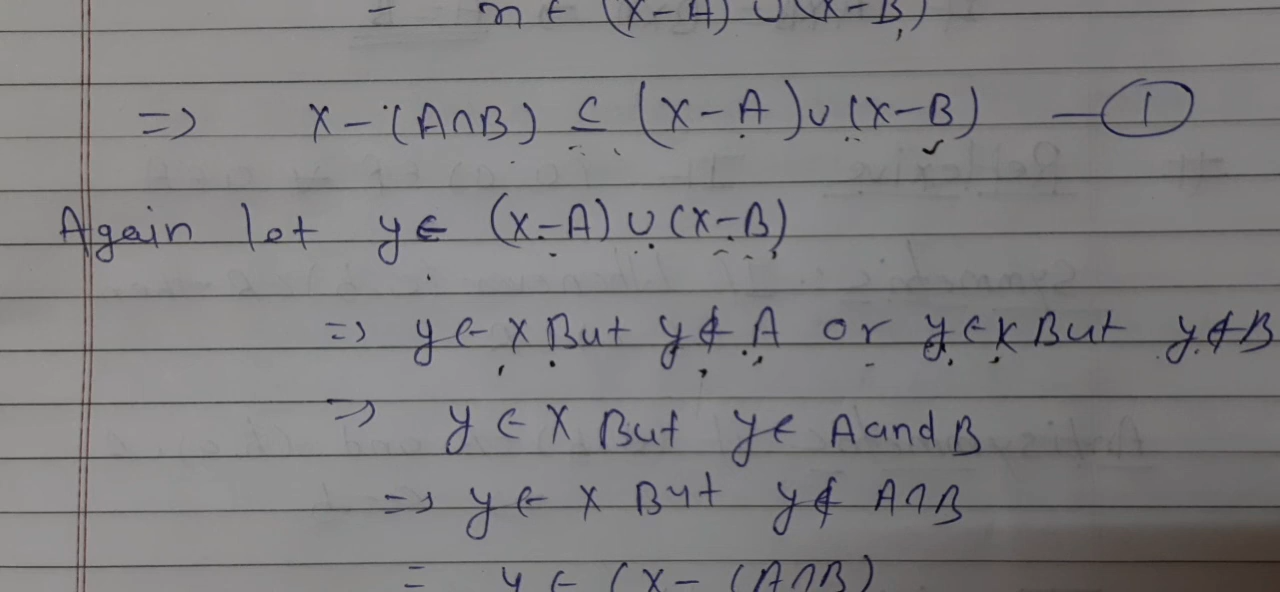 = x ∈ (X-A) ∪ (X-B)
=> X-(A∩B) ⊆ (X-A)∪(X-B) — ①
Again let y∈ (X-A) ∪ (X-B)
=> y∈ X But y∉ A or y∈X But y∉B
=> y ∈ X But y∈ A and B
=> y∈ X But y∉ A∩B
= y ∈ (X-(A∩B)